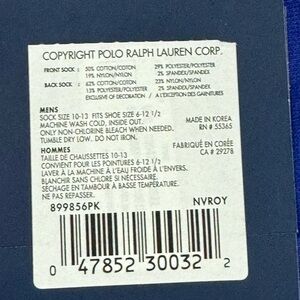 COPYRIGHT POLO RALPH LAUREN CORP.
FRONT SOCK : 50% COTTON/COTON 29% POLYESTER/POLYESTER
19% NYLON/NYLON 2% SPANDEX/SPANDEX
BACK SOCK : 62% COTTON/COTON 23% NYLON/NYLON
13% POLYESTER/POLYESTER 2% SPANDEX/SPANDEX
EXCLUSIVE OF DECORATION / A L'EXCEPTION DES GARNITURES
MENS
SOCK SIZE 10-13 FITS SHOE SIZE 6-12 1/2
MACHINE WASH COLD, INSIDE OUT.
ONLY NON-CHLORINE BLEACH WHEN NEEDED.
TUMBLE DRY LOW. DO NOT IRON.
MADE IN KOREA
RN # 55365
HOMMES
TAILLE DE CHAUSSETTES 10-13
CONVIENT POUR LES POINTURES 6-12 1/2
LAVER À LA MACHINE À L'EAU FROIDE À L'ENVERS
BLANCHIR SANS CHLORE SI NECESSAIRE.
SÉCHAGE EN TAMBOUR À BASSE TEMPÉRATURE.
NE PAS REPASSER.
FABRIQUÉ EN CORÉE
CA # 29278
899856PK NVROY
0 47852 30032 2